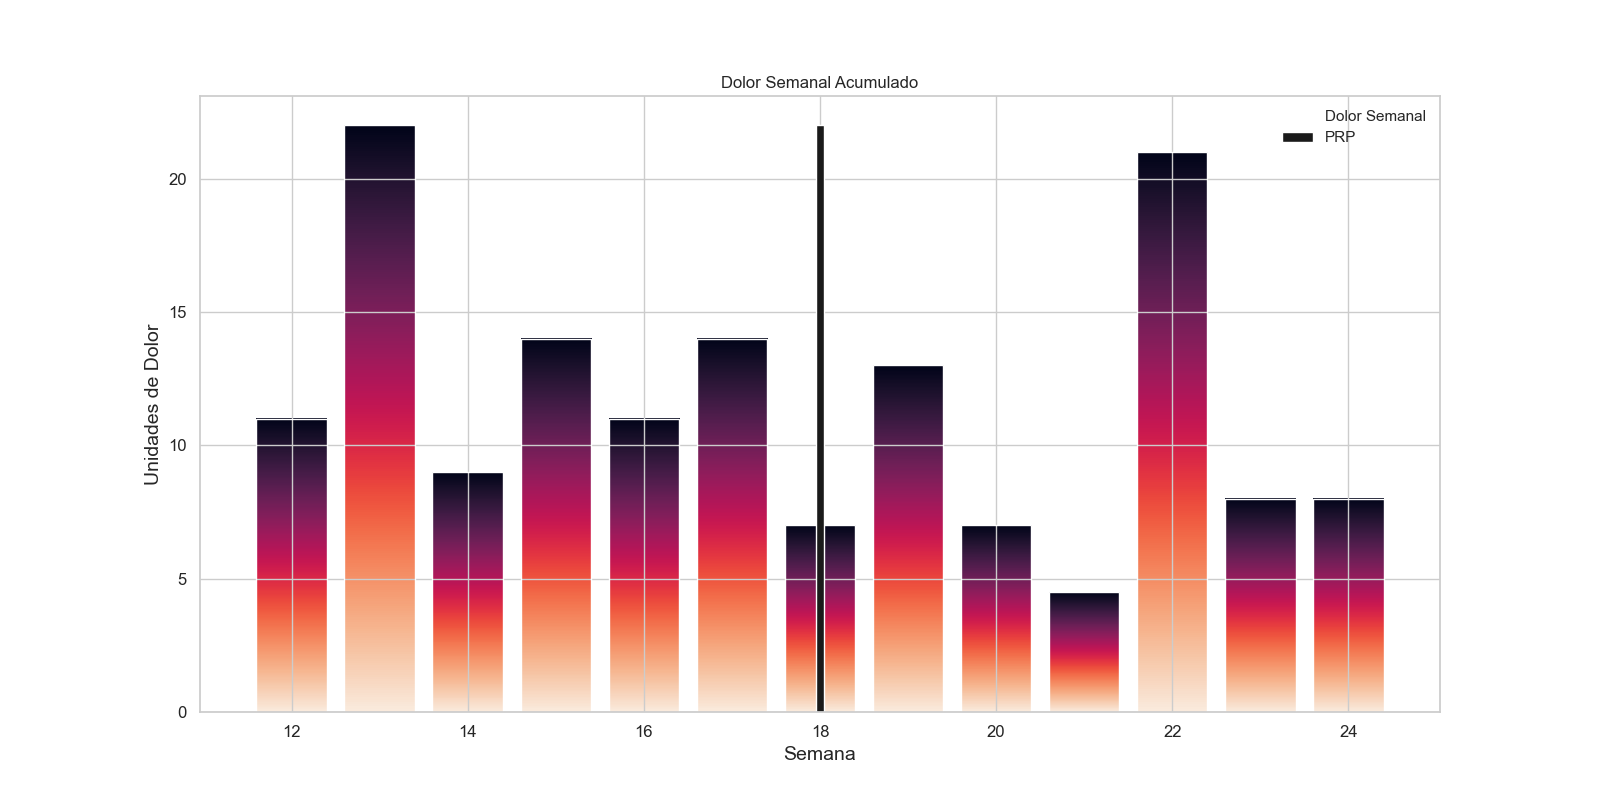 Dolor Semanal Acumulado
Dolor Semanal
PRP
Unidades de Dolor
20
15
10
5
0
12 14 16 18 20 22 24
Semana